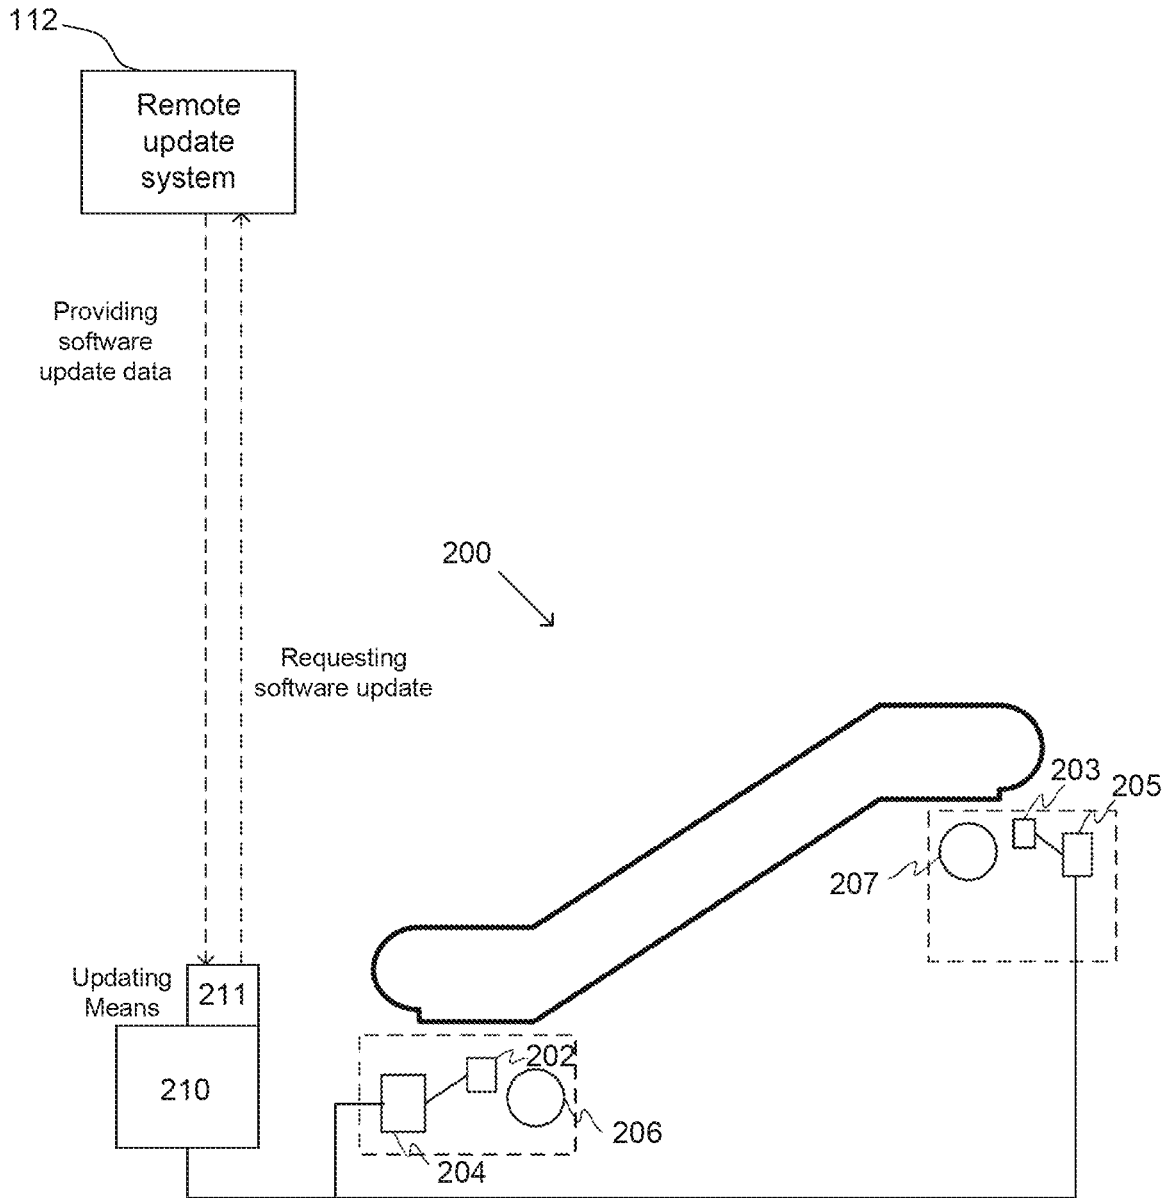 112
Remote
update
system
Providing
software
update data
200
Requesting
software update
203
205
207
Updating
Means
211
210
202
206
204